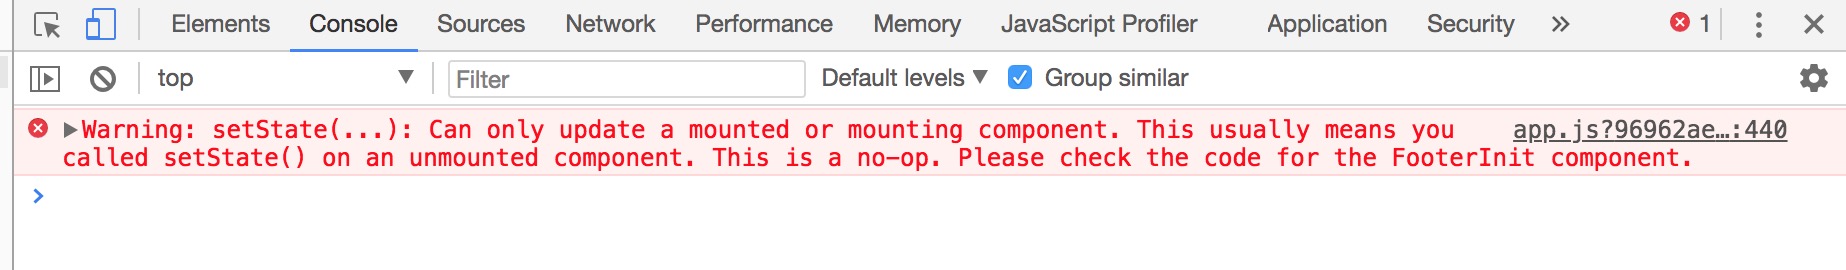 Elements Console Sources Network Performance Memory JavaScript Profiler Application Security » 1
top Filter Default levels Group similar
Warning: setState(...): Can only update a mounted or mounting component. This usually means you app.js?96962ae…:440
called setState() on an unmounted component. This is a no-op. Please check the code for the FooterInit component.